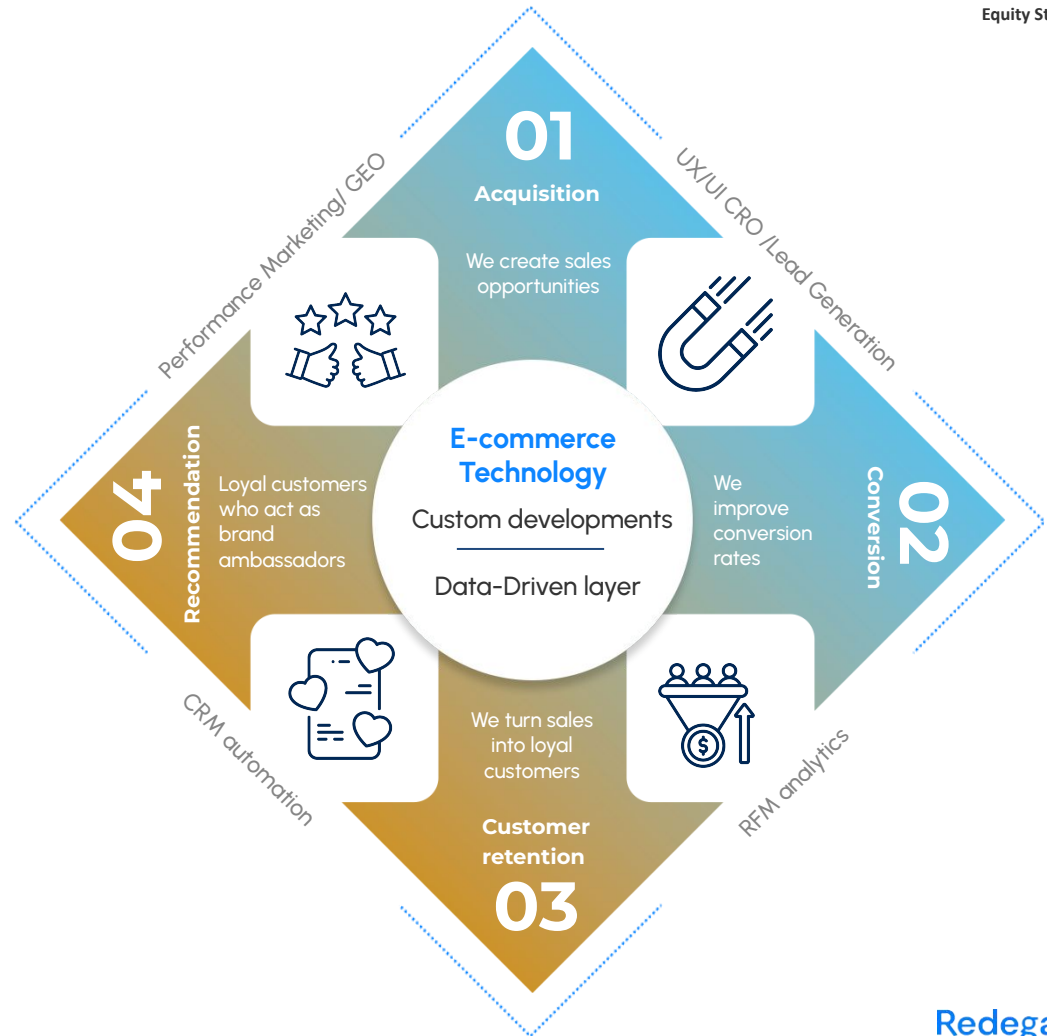 Equity St
01
Acquisition
We create sales
opportunities
Performance Marketing/ GEO
UX/UI CRO /Lead Generation
E-commerce
Technology
Custom developments
Data-Driven layer
04
Recommendation
Loyal customers
who act as
brand
ambassadors
We
improve
conversion
rates
Conversion
02
We turn sales
into loyal
customers
Customer
retention
03
CRM automation
RFM analytics
$
Redega